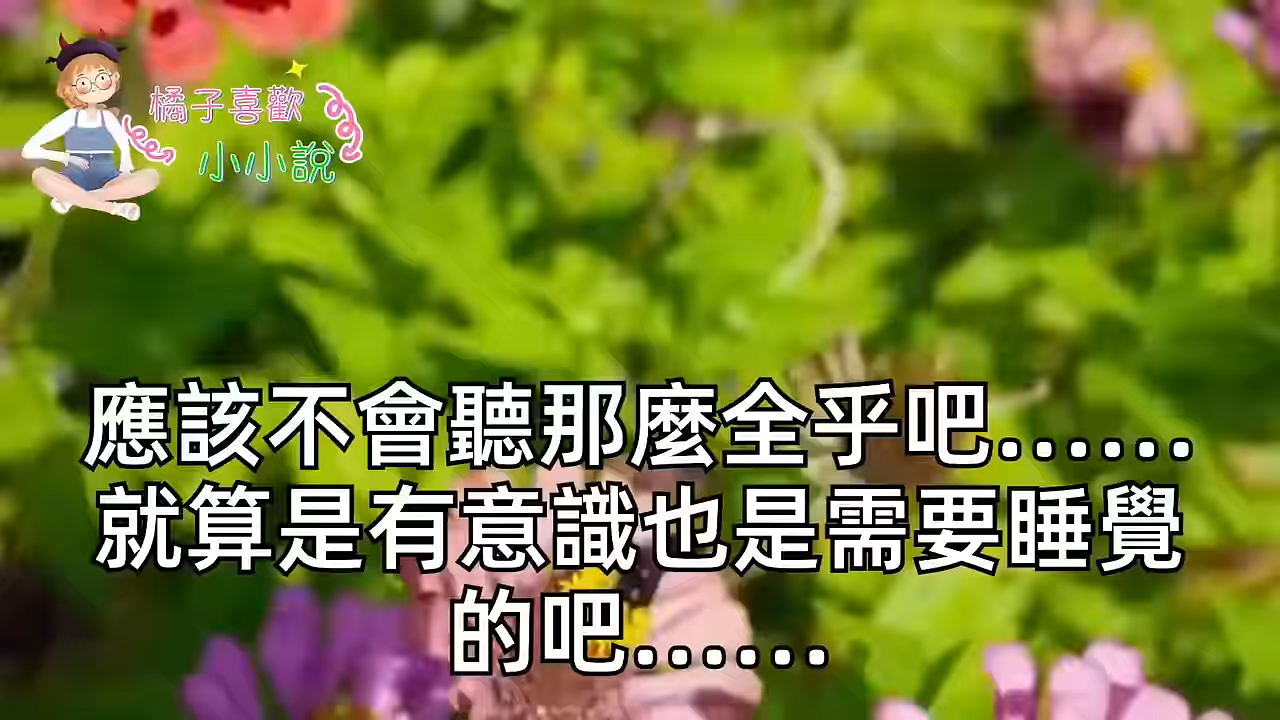 橘子喜歡
小小說
應該不會聽那麼全乎吧......
就算是有意識也是需要睡覺
的吧......